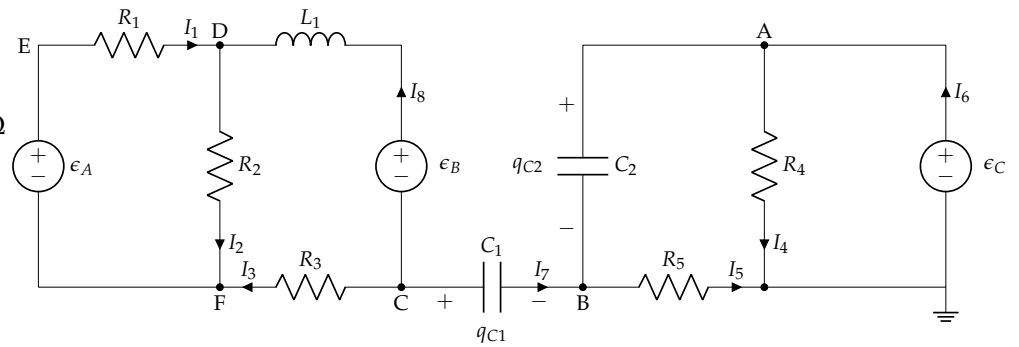 R1 I1 D L1 A
E
I8 I6
+ + + +
Ω
ϵA R2 ϵB qC2 C2 R4 ϵC
− − −
I2 − I4
I3 R3 C1 I7 R5 I5
F C + − B
qC1